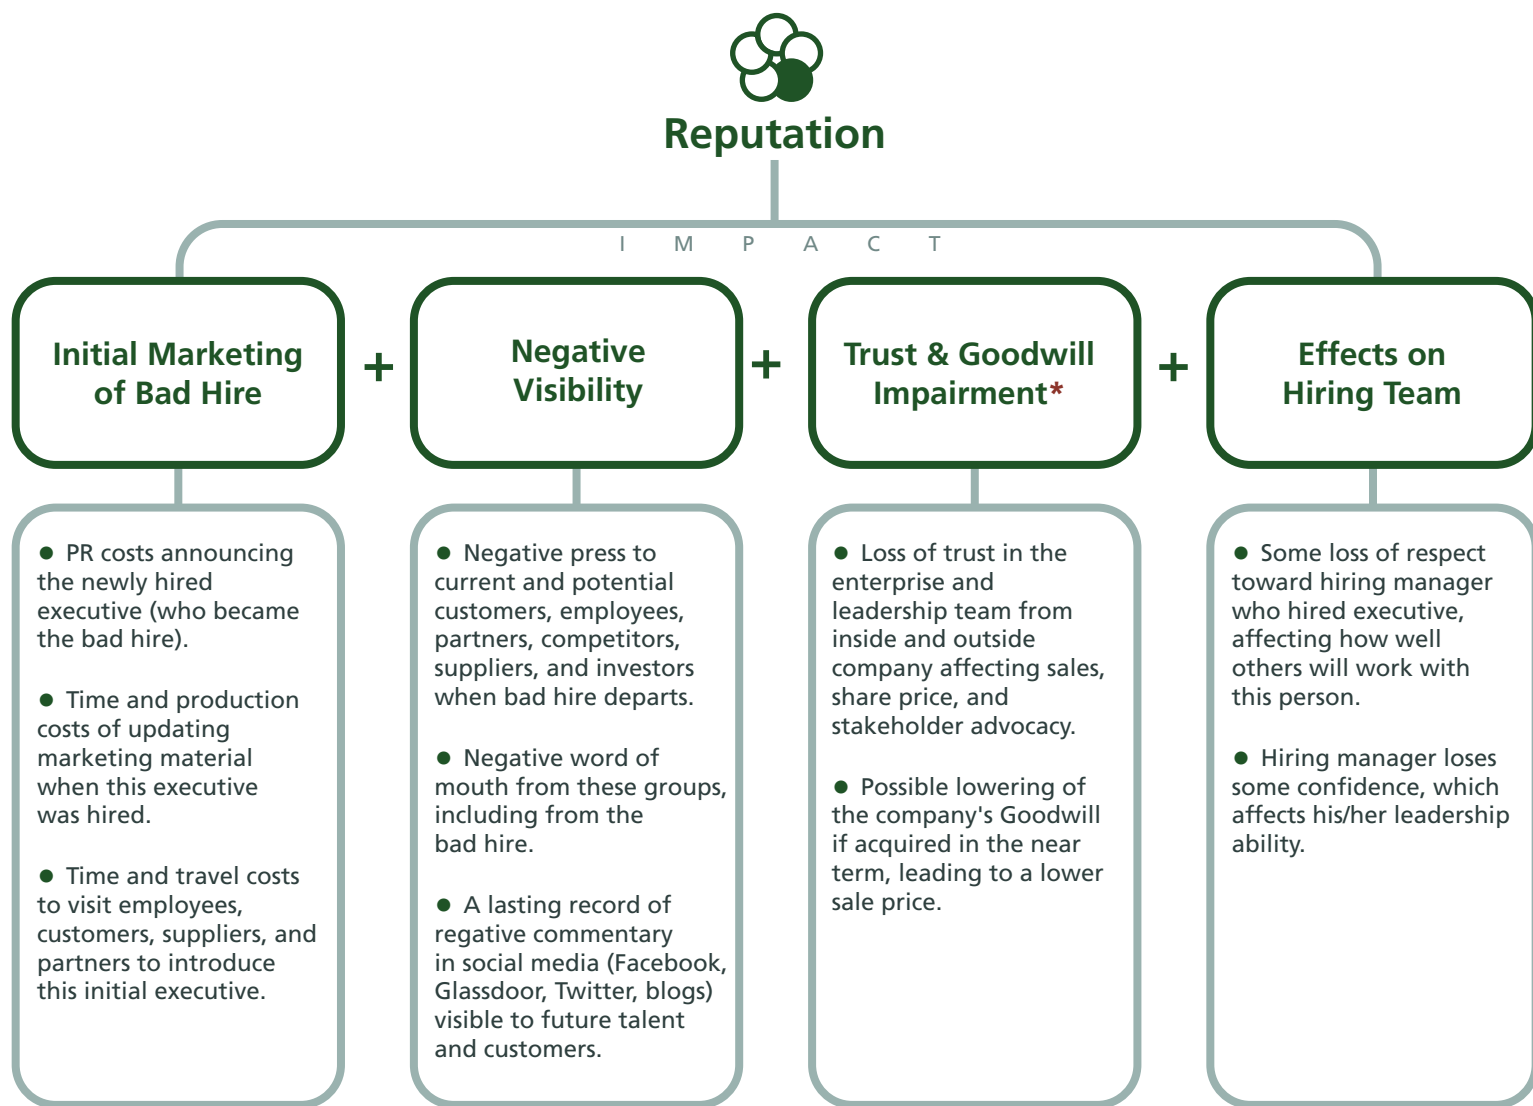 Reputation
I M P A C T
Initial Marketing
of Bad Hire
+
Negative
Visibility
+
Trust & Goodwill
Impairment*
+
Effects on
Hiring Team
● PR costs announcing
the newly hired
executive (who became
the bad hire).
● Time and production
costs of updating
marketing material
when this executive
was hired.
● Time and travel costs
to visit employees,
customers, suppliers, and
partners to introduce
this initial executive.
● Negative press to
current and potential
customers, employees,
partners, competitors,
suppliers, and investors
when bad hire departs.
● Negative word of
mouth from these groups,
including from the
bad hire.
● A lasting record of
regative commentary
in social media (Facebook,
Glassdoor, Twitter, blogs)
visible to future talent
and customers.
● Loss of trust in the
enterprise and
leadership team from
inside and outside
company affecting sales,
share price, and
stakeholder advocacy.
● Possible lowering of
the company's Goodwill
if acquired in the near
term, leading to a lower
sale price.
● Some loss of respect
toward hiring manager
who hired executive,
affecting how well
others will work with
this person.
● Hiring manager loses
some confidence, which
affects his/her leadership
ability.